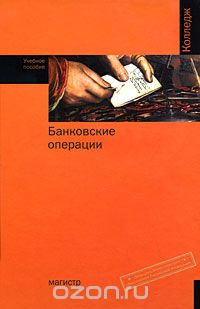 Колледж
Учебное
пособие
Банковские
операции
магистр
OZON.ru